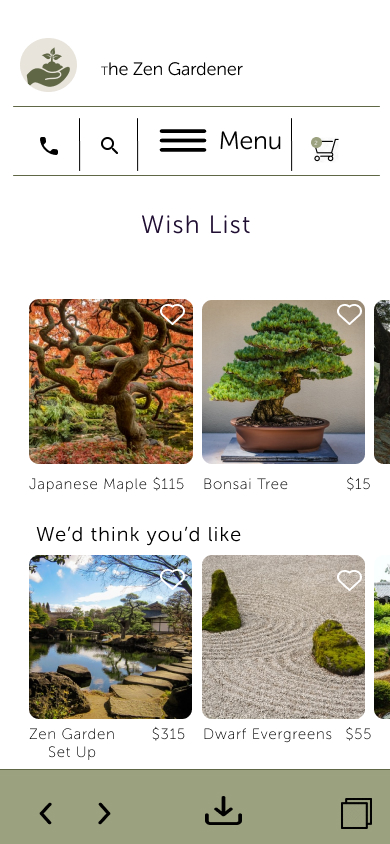 The Zen Gardener
Menu
Wish List
Japanese Maple $115
Bonsai Tree $15
We'd think you'd like
Zen Garden $315
Set Up
Dwarf Evergreens $55